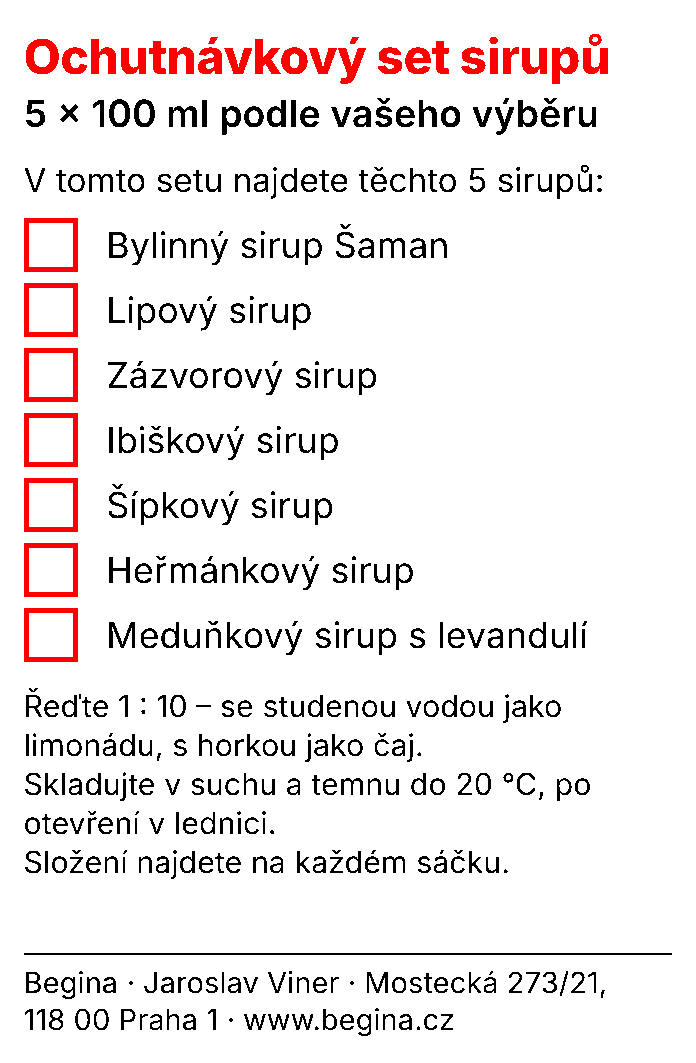 Ochutnávkový set sirupů
5 × 100 ml podle vašeho výběru
V tomto setu najdete těchto 5 sirupů:
Bylinný sirup Šaman
Lipový sirup
Zázvorový sirup
Ibiškový sirup
Šípkový sirup
Heřmánkový sirup
Meduňkový sirup s levandulí
Řeďte 1 : 10 – se studenou vodou jako
limonádu, s horkou jako čaj.
Skladujte v suchu a temnu do 20 °C, po
otevření v lednici.
Složení najdete na každém sáčku.
Begina · Jaroslav Viner · Mostecká 273/21,
118 00 Praha 1 · www.begina.cz